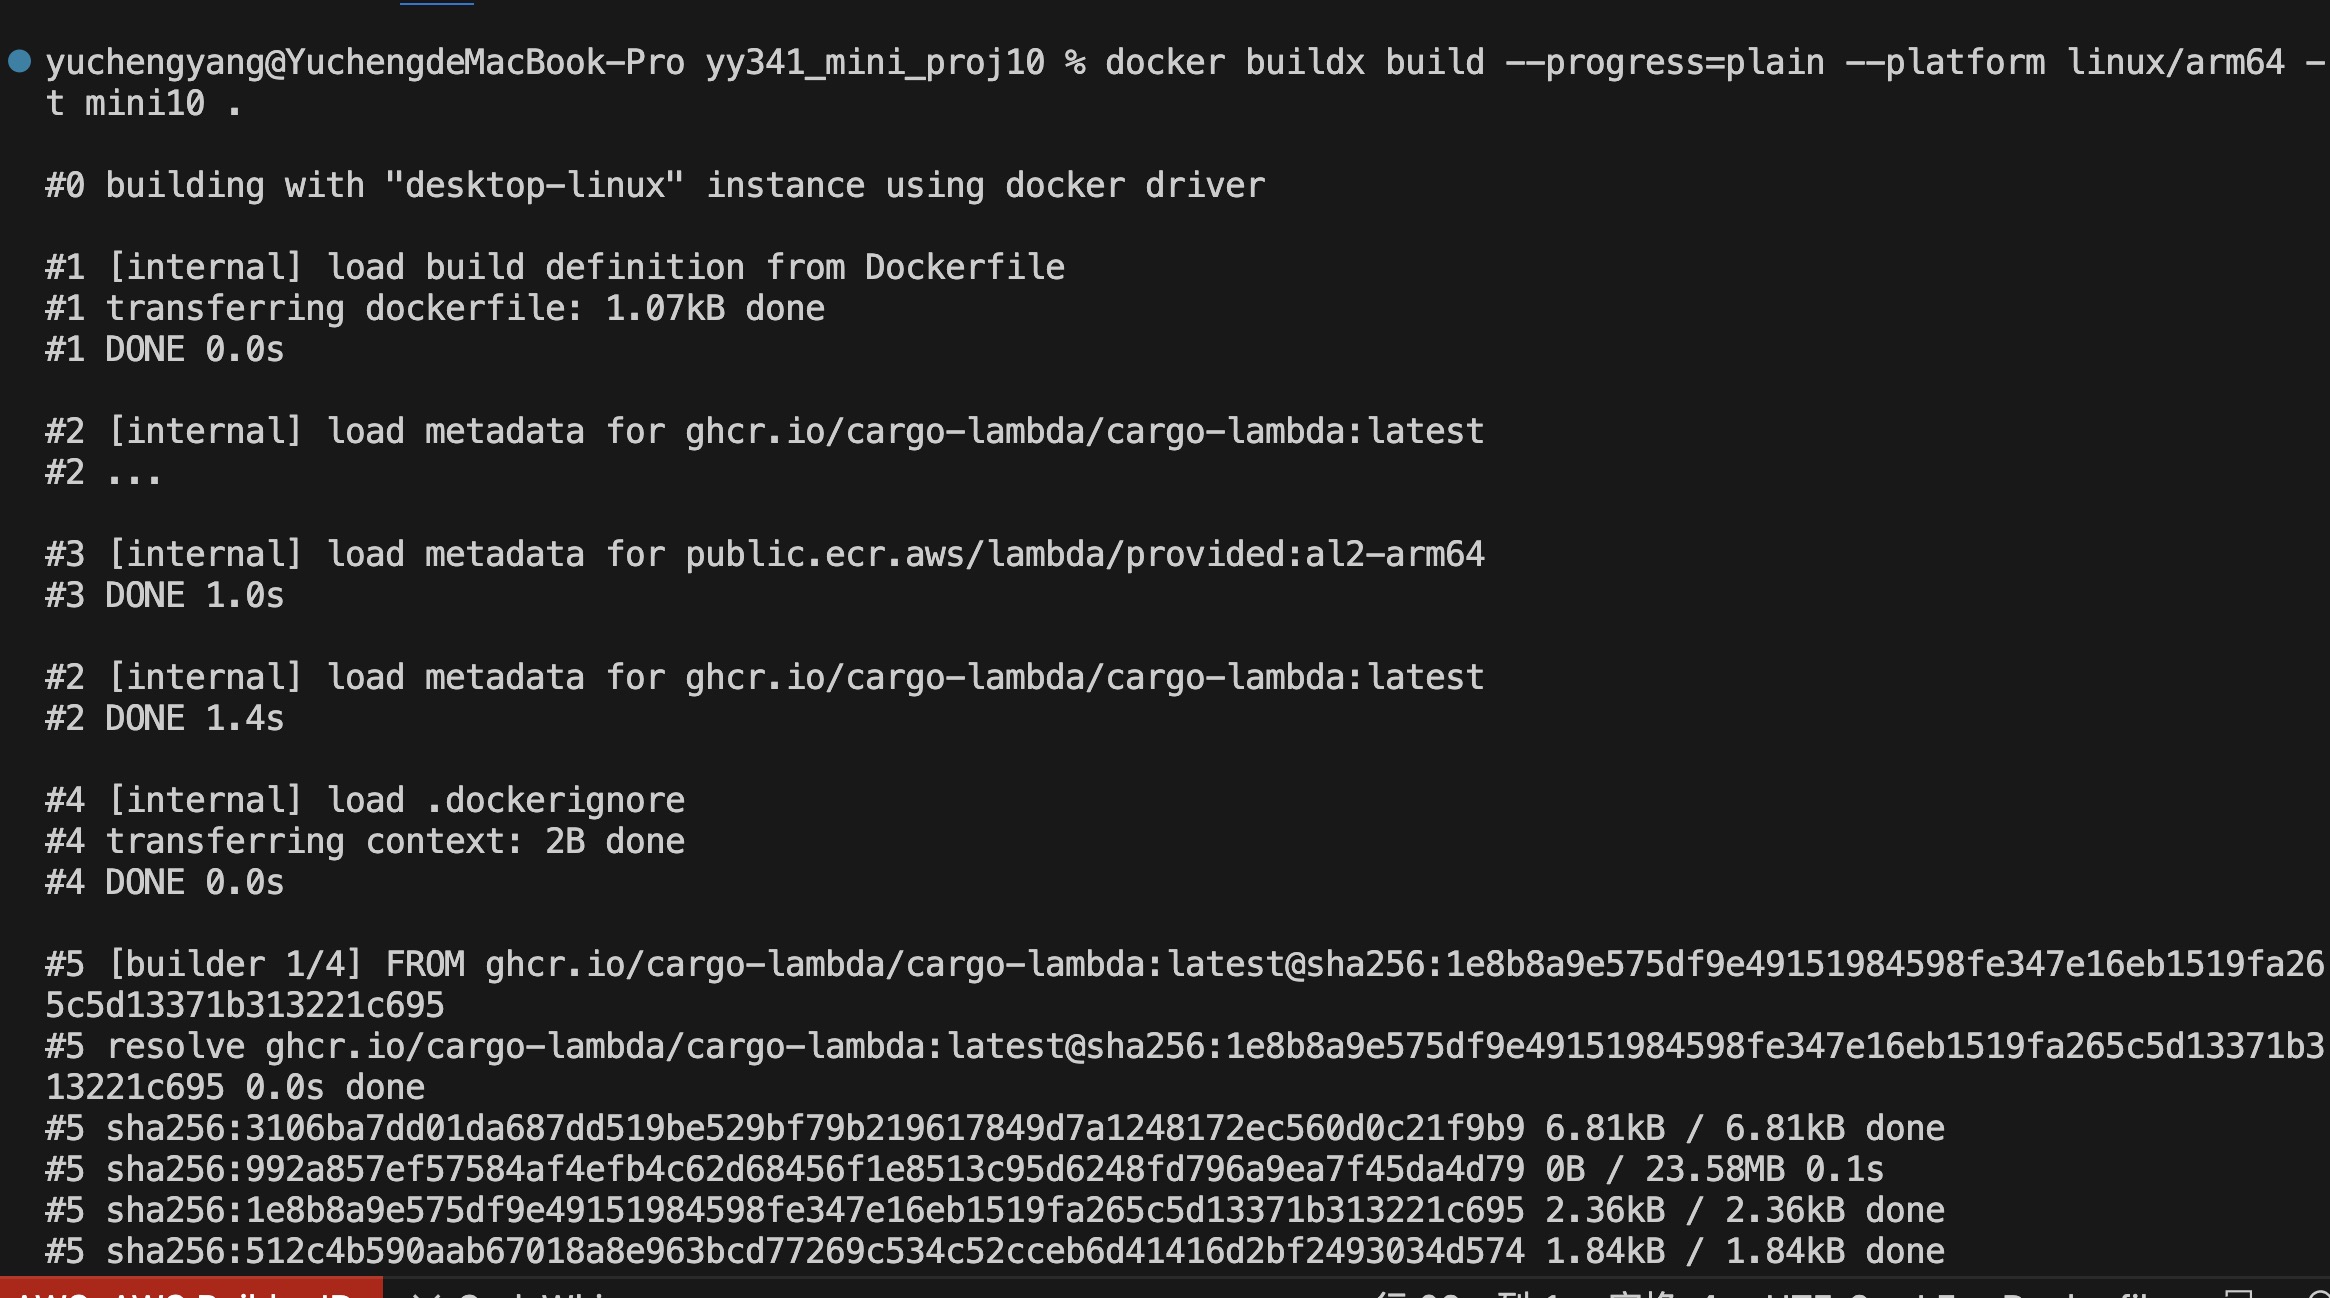 yuchengyang@YuchengdeMacBook-Pro yy341_mini_proj10 % docker buildx build --progress=plain --platform linux/arm64 -
t mini10 .
#0 building with "desktop-linux" instance using docker driver
#1 [internal] load build definition from Dockerfile
#1 transferring dockerfile: 1.07kB done
#1 DONE 0.0s
#2 [internal] load metadata for ghcr.io/cargo-lambda/cargo-lambda:latest
#2 ...
#3 [internal] load metadata for public.ecr.aws/lambda/provided:al2-arm64
#3 DONE 1.0s
#2 [internal] load metadata for ghcr.io/cargo-lambda/cargo-lambda:latest
#2 DONE 1.4s
#4 [internal] load .dockerignore
#4 transferring context: 2B done
#4 DONE 0.0s
#5 [builder 1/4] FROM ghcr.io/cargo-lambda/cargo-lambda:latest@sha256:1e8b8a9e575df9e49151984598fe347e16eb1519fa26
5c5d13371b313221c695
#5 resolve ghcr.io/cargo-lambda/cargo-lambda:latest@sha256:1e8b8a9e575df9e49151984598fe347e16eb1519fa265c5d13371b3
13221c695 0.0s done
#5 sha256:3106ba7dd01da687dd519be529bf79b219617849d7a1248172ec560d0c21f9b9 6.81kB / 6.81kB done
#5 sha256:992a857ef57584af4efb4c62d68456f1e8513c95d6248fd796a9ea7f45da4d79 0B / 23.58MB 0.1s
#5 sha256:1e8b8a9e575df9e49151984598fe347e16eb1519fa265c5d13371b313221c695 2.36kB / 2.36kB done
#5 sha256:512c4b590aab67018a8e963bcd77269c534c52cceb6d41416d2bf2493034d574 1.84kB / 1.84kB done